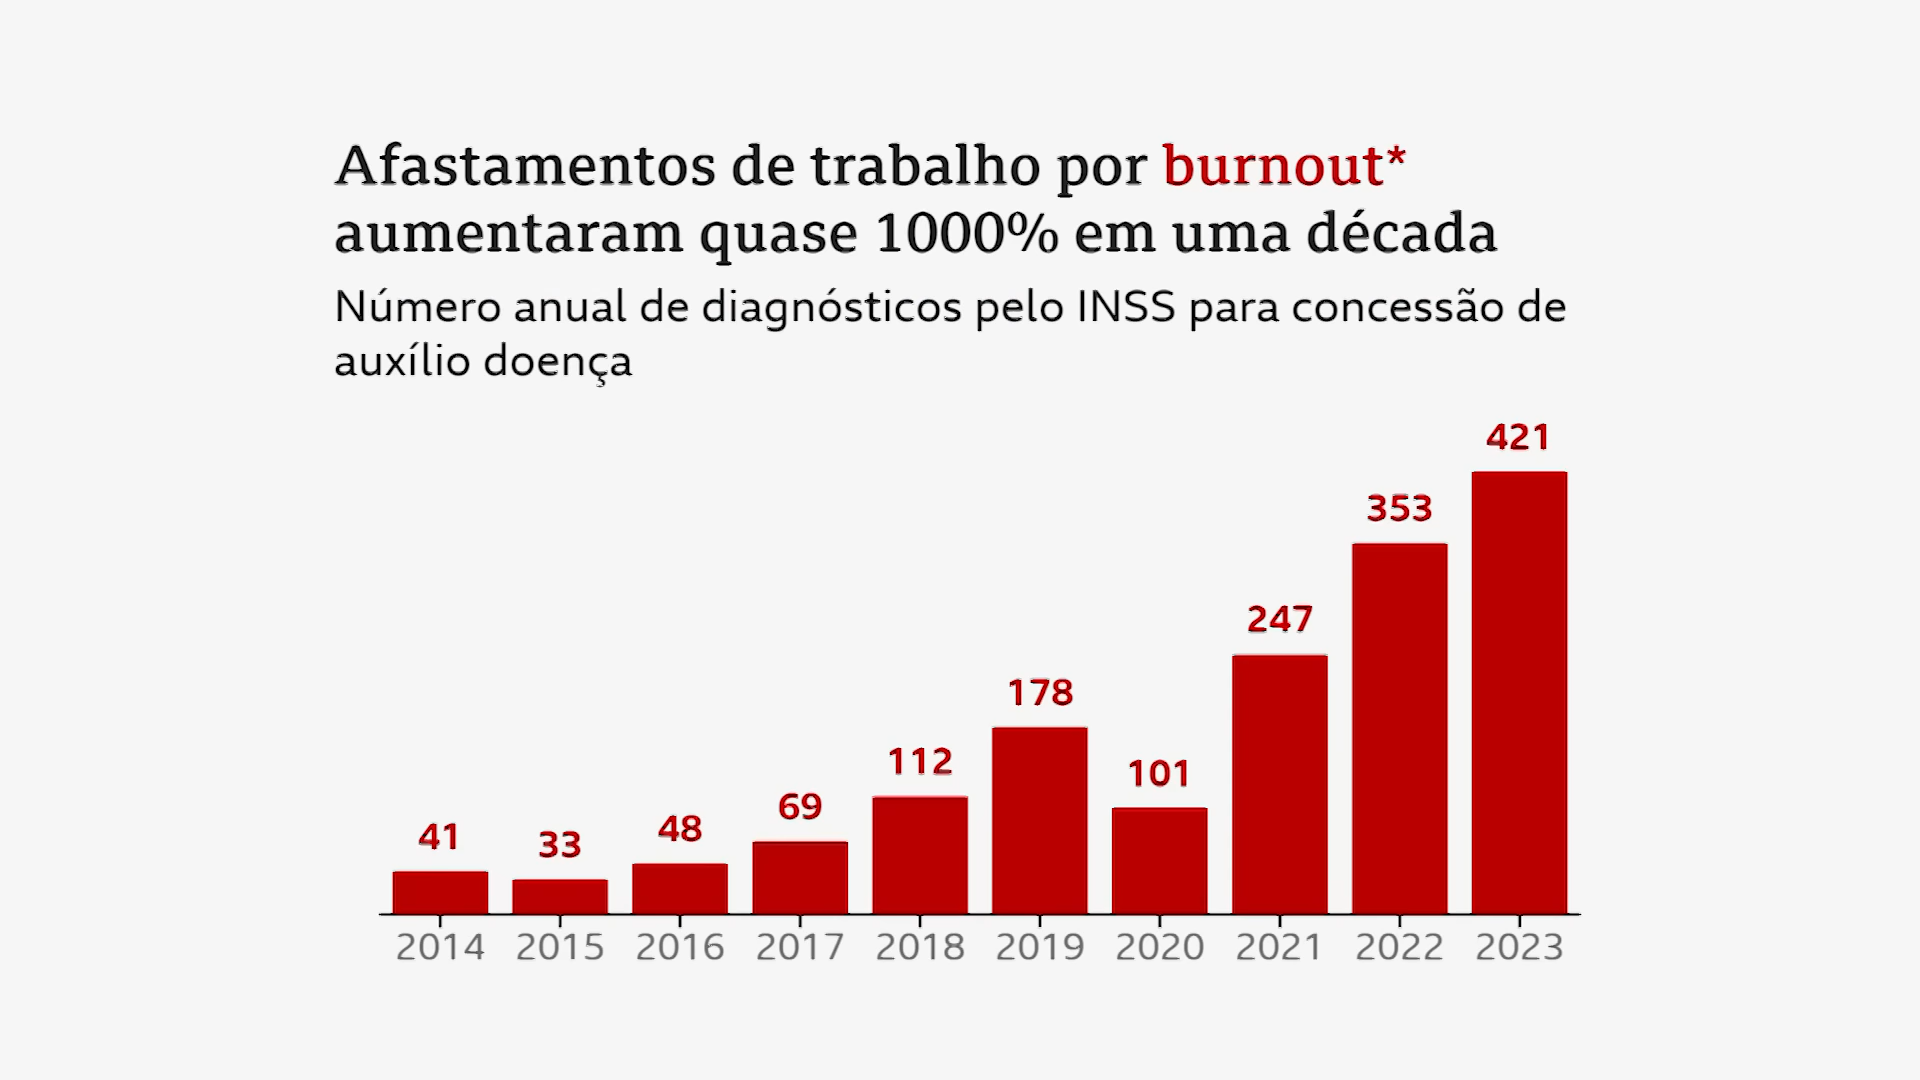 Afastamentos de trabalho por burnout*
aumentaram quase 1000% em uma década
Número anual de diagnósticos pelo INSS para concessão de
auxílio doença
421
353
247
178
112
101
69
48
41
33
2014 2015 2016 2017 2018 2019 2020 2021 2022 2023